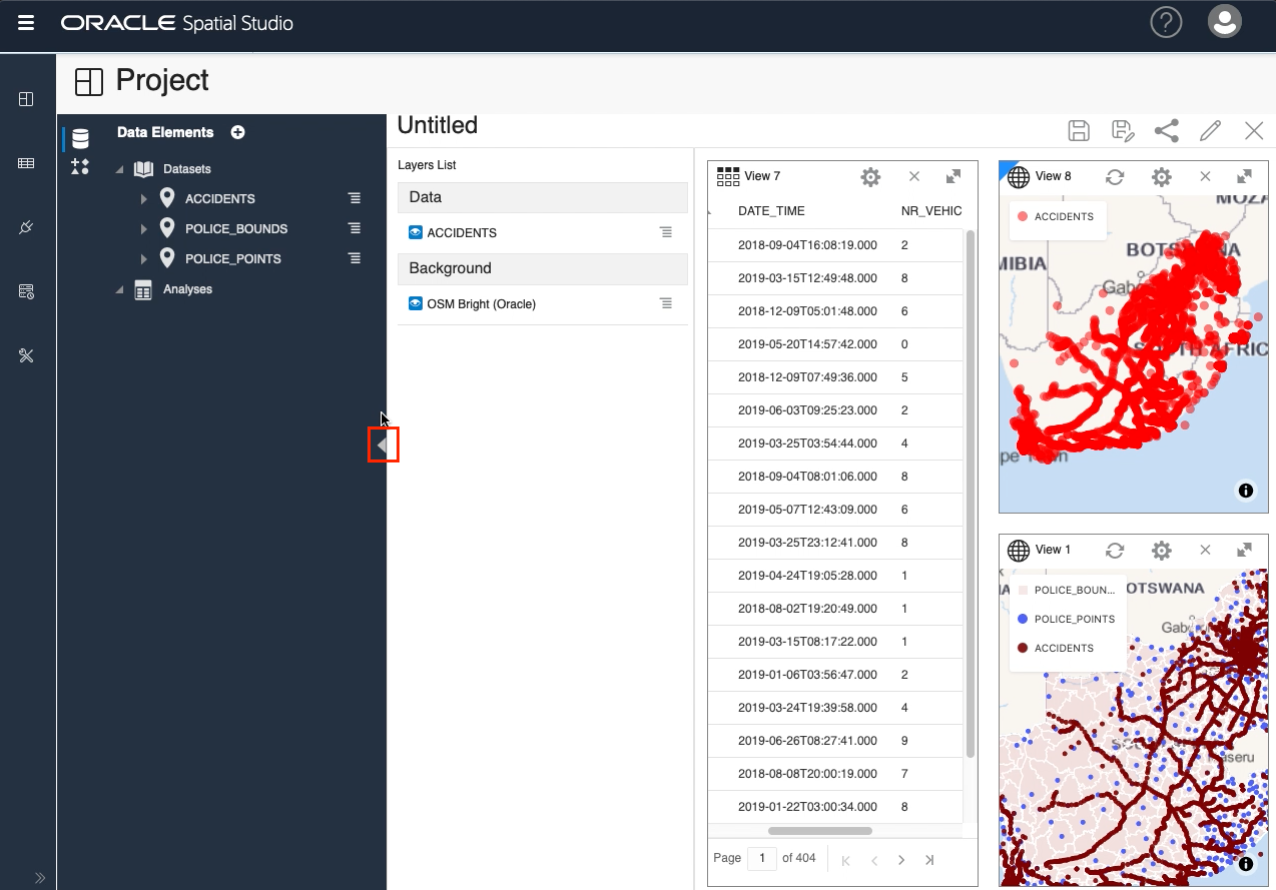 ORACLE Spatial Studio
?
Project
Data Elements
Datasets
ACCIDENTS
POLICE_BOUNDS
POLICE_POINTS
Analyses
Untitled
Layers List
Data
ACCIDENTS
Background
OSM Bright (Oracle)
View 7
DATE_TIME NR_VEHIC
2018-09-04T16:08:19.000 2
2019-03-15T12:49:48.000 8
2018-12-09T05:01:48.000 6
2019-05-20T14:57:42.000 0
2018-12-09T07:49:36.000 5
2019-06-03T09:25:23.000 2
2019-03-25T03:54:44.000 4
2018-09-04T08:01:06.000 8
2019-05-07T12:43:09.000 6
2019-03-25T23:12:41.000 8
2019-04-24T19:05:28.000 1
2018-08-02T19:20:49.000 1
2019-03-15T08:17:22.000 1
2019-01-06T03:56:47.000 2
2019-03-24T19:39:58.000 4
2019-06-26T08:27:41.000 9
2018-08-08T20:00:19.000 7
2019-01-22T03:00:34.000 8
Page 1 of 404
View 8
ACCIDENTS
MOZA
MIBIA
Gab
View 1
POLICE_BOUN...
POLICE_POINTS
ACCIDENTS
OTSWANA
Gab
Maseru